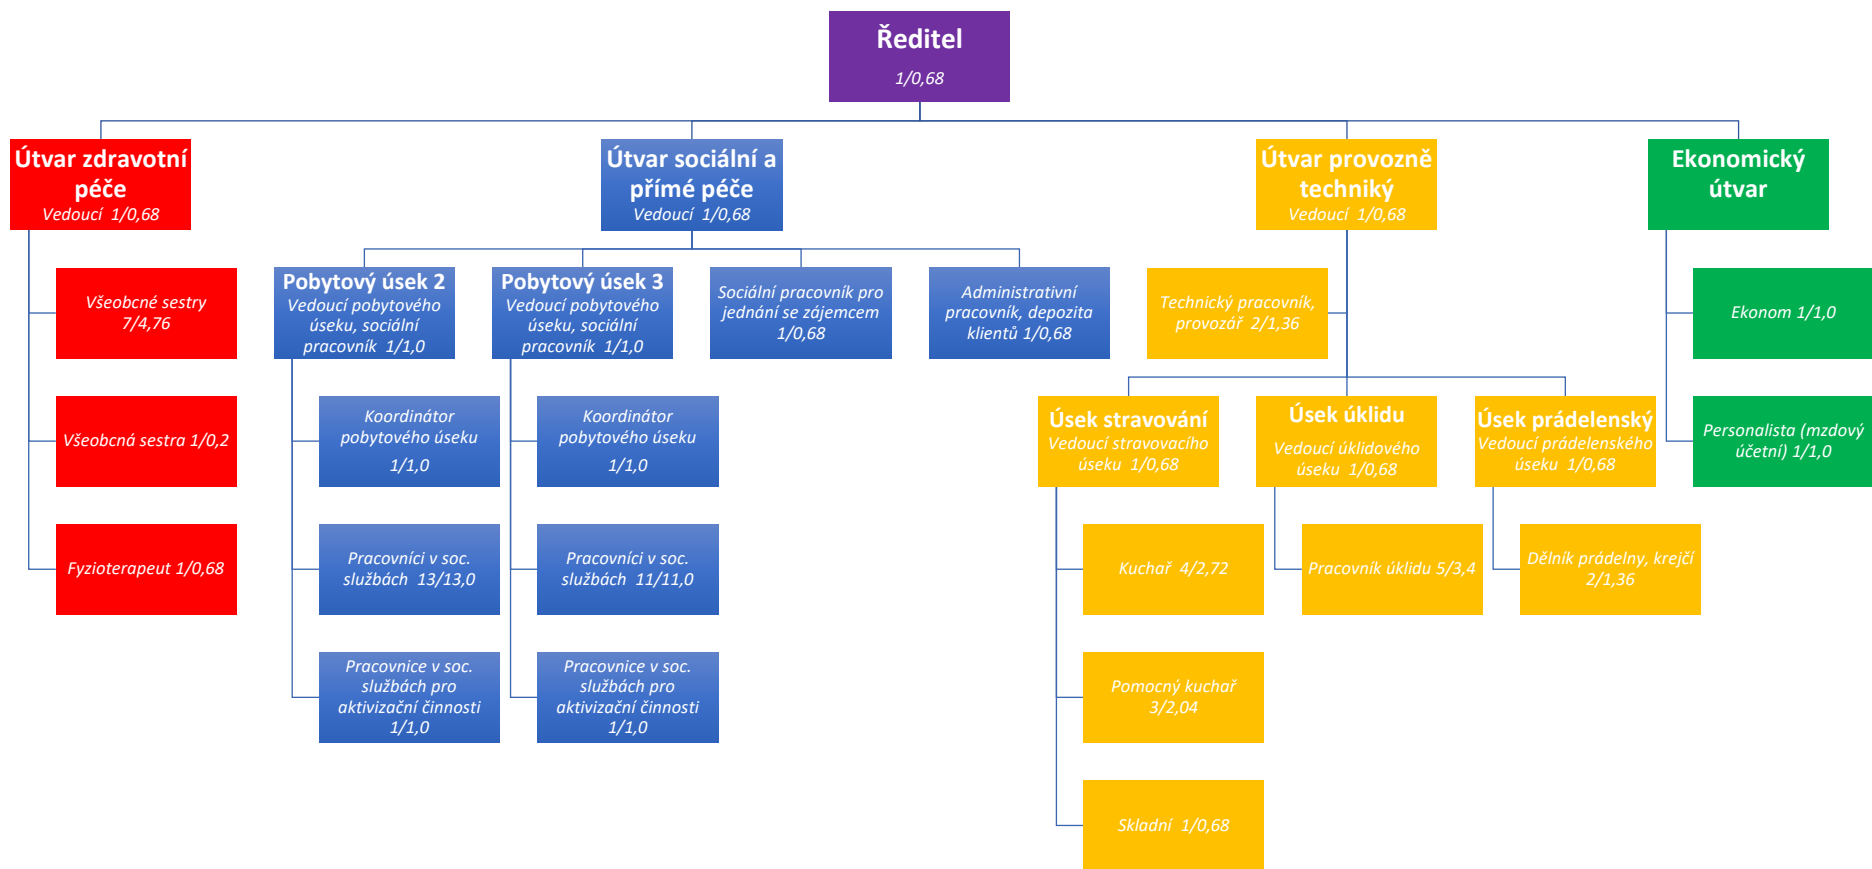 Ředitel
1/0,68
Útvar zdravotní
péče
Vedoucí 1/0,68
Všeobcné sestry
7/4,76
Všeobcná sestra 1/0,2
Fyzioterapeut 1/0,68
Útvar sociální a
přímé péče
Vedoucí 1/0,68
Pobytový úsek 2
Vedoucí pobytového
úseku, sociální
pracovník 1/1,0
Koordinátor
pobytového úseku
1/1,0
Pracovníci v soc.
službách 13/13,0
Pracovnice v soc.
službách pro
aktivizační činnosti
1/1,0
Pobytový úsek 3
Vedoucí pobytového
úseku, sociální
pracovník 1/1,0
Koordinátor
pobytového úseku
1/1,0
Pracovníci v soc.
službách 11/11,0
Pracovnice v soc.
službách pro
aktivizační činnosti
1/1,0
Sociální pracovník pro
jednání se zájemcem
1/0,68
Administrativní
pracovník, depozita
klientů 1/0,68
Útvar provozně
techniký
Vedoucí 1/0,68
Technický pracovník,
provozář 2/1,36
Úsek stravování
Vedoucí stravovacího
úseku 1/0,68
Kuchař 4/2,72
Pomocný kuchař
3/2,04
Skladní 1/0,68
Úsek úklidu
Vedoucí úklidového
úseku 1/0,68
Pracovník úklidu 5/3,4
Úsek prádelenský
Vedoucí prádelenského
úseku 1/0,68
Dělník prádelny, krejčí
2/1,36
Ekonomický
útvar
Ekonom 1/1,0
Personalista (mzdový
účetní) 1/1,0